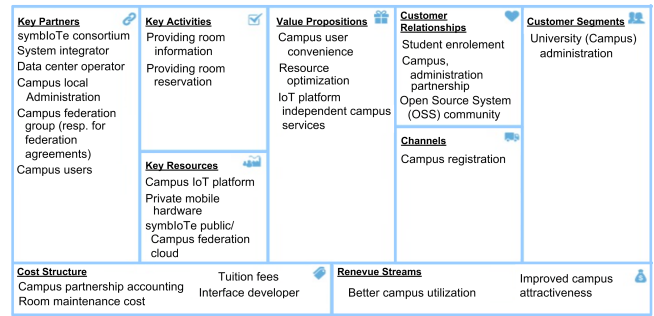 Key Partners
symbIoTe consortium
System integrator
Data center operator
Campus local
Administration
Campus federation
group (resp. for
federation
agreements)
Campus users
Key Activities
Providing room
information
Providing room
reservation
Key Resources
Campus IoT platform
Private mobile
hardware
symbIoTe public/
Campus federation
cloud
Value Propositions
Campus user
convenience
Resource
optimization
IoT platform
independent campus
services
Customer
Relationships
Student enrolement
Campus,
administration
partnership
Open Source System
(OSS) community
Channels
Campus registration
Customer Segments
University (Campus)
administration
Cost Structure
Campus partnership accounting
Room maintenance cost
Tuition fees
Interface developer
Renevue Streams
Better campus utilization
Improved campus
attractiveness